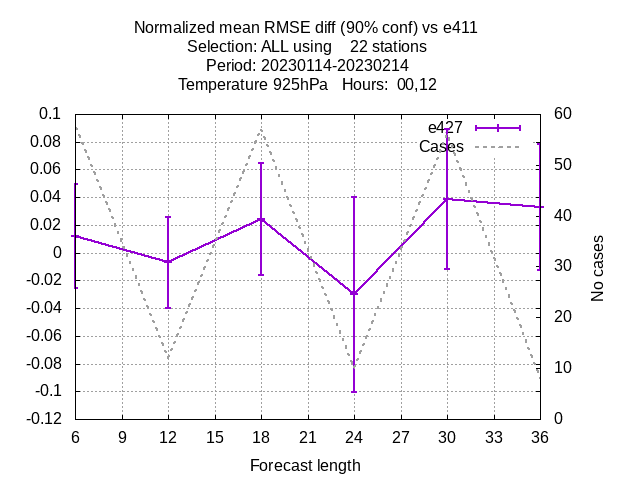 Normalized mean RMSE diff (90% conf) vs e411
Selection: ALL using    22 stations
Period: 20230114-20230214
Temperature 925hPa   Hours:  00,12
e427
Cases
0.1
0.08
0.06
0.04
0.02
0
-0.02
-0.04
-0.06
-0.08
-0.1
-0.12
60
50
40
30
20
10
0
No cases
6 9 12 15 18 21 24 27 30 33 36
Forecast length